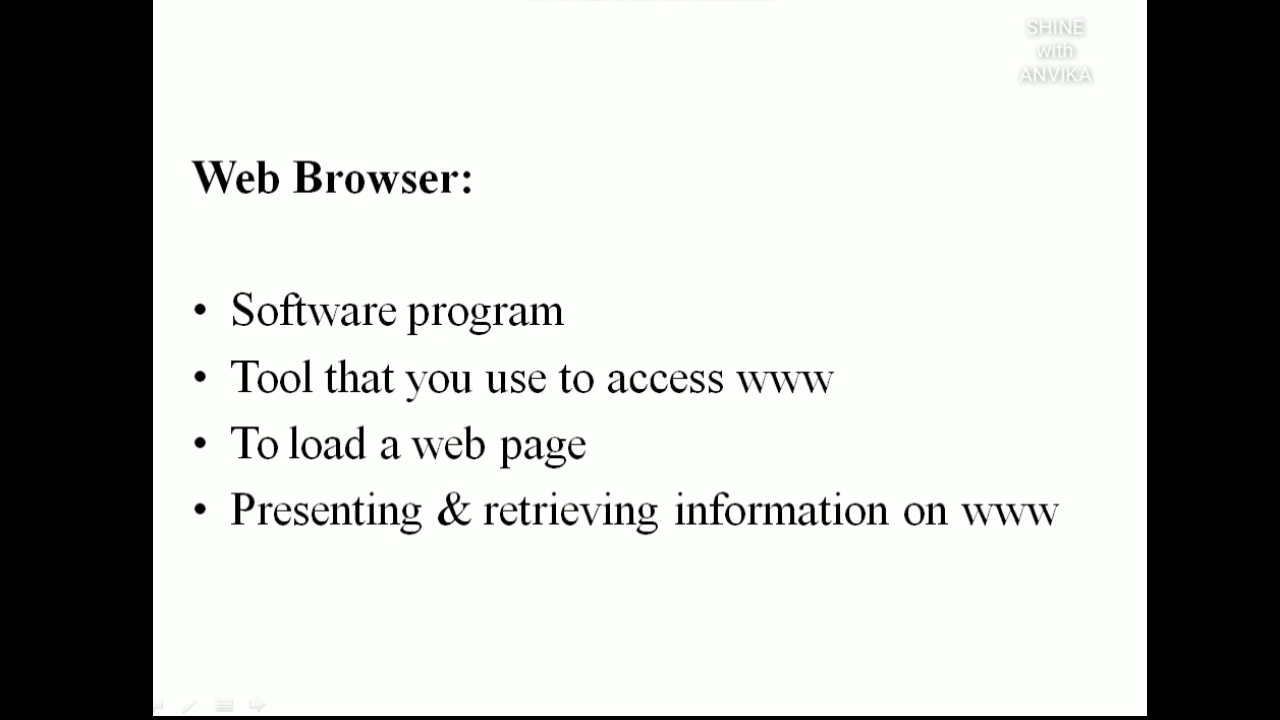 SHINE
with
ANVIKA
Web Browser:
• Software program
• Tool that you use to access www
• To load a web page
• Presenting & retrieving information on www